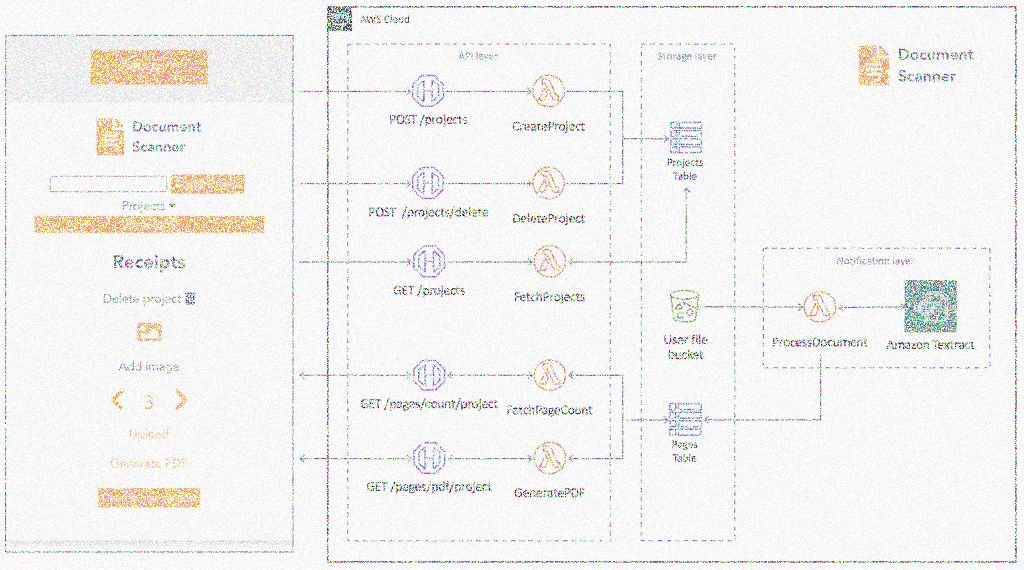 AWS Cloud
API layer
Storage layer
Document
Scanner
Document
Scanner
Projects
Receipts
Delete project
Add image
3
Upload
Generate PDF
POST /projects
CreateProject
POST /projects/delete
DeleteProject
GET /projects
FetchProjects
GET /pages/count/project
FetchPageCount
GET /pages/pdf/project
GeneratePDF
Projects
Table
User file
bucket
Pages
Table
Notification layer
ProcessDocument
Amazon Textract